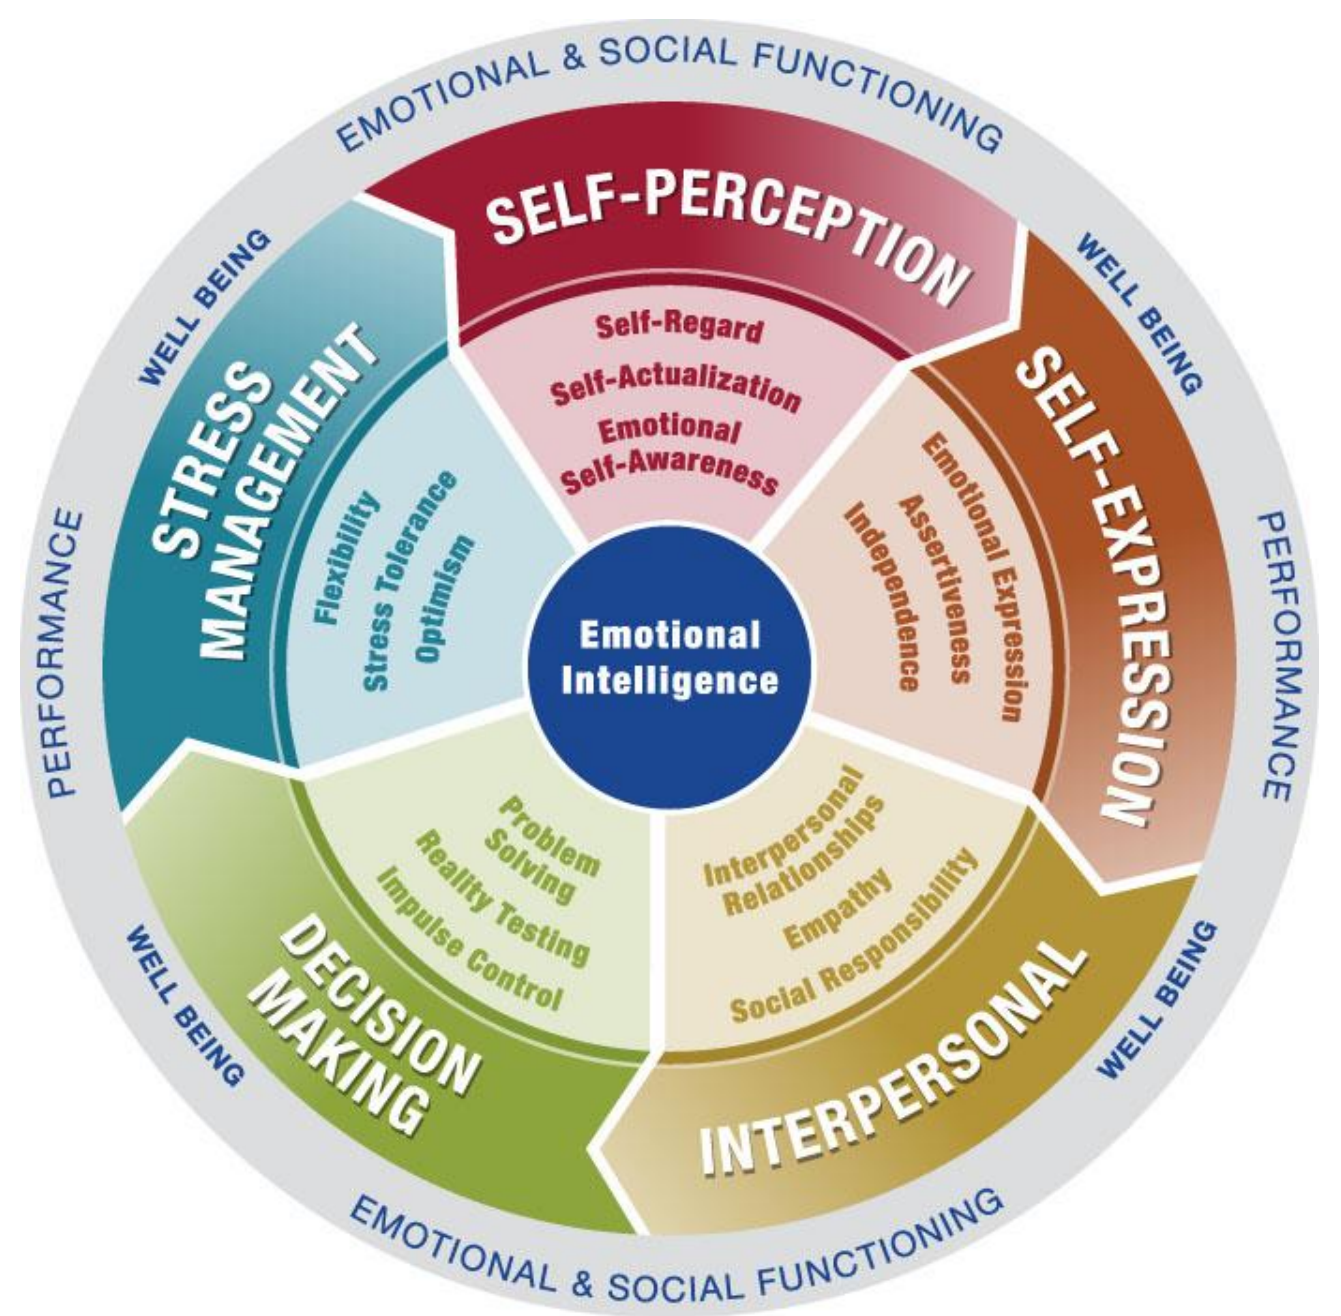 EMOTIONAL & SOCIAL FUNCTIONING
WELL BEING
WELL BEING
PERFORMANCE
PERFORMANCE
WELL BEING
WELL BEING
EMOTIONAL & SOCIAL FUNCTIONING
SELF-PERCEPTION
Self-Regard
Self-Actualization
Emotional
Self-Awareness
SELF-EXPRESSION
Emotional Expression
Assertiveness
Independence
INTERPERSONAL
Interpersonal
Relationships
Empathy
Social Responsibility
DECISION
MAKING
Problem
Solving
Reality Testing
Impulse Control
STRESS
MANAGEMENT
Flexibility
Stress Tolerance
Optimism
Emotional
Intelligence